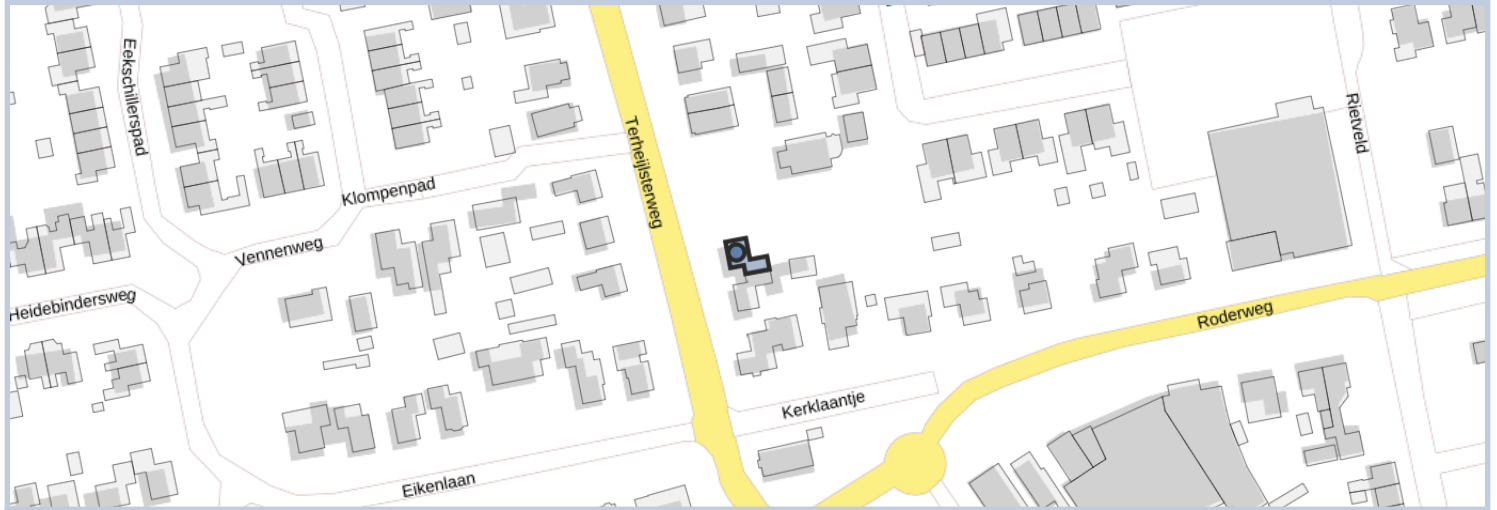 Eekschillerspad
Rietveld
Terheijlsterweg
Klompenpad
Vennenweg
Heidebindersweg
Roderweg
Kerklaantje
Eikenlaan